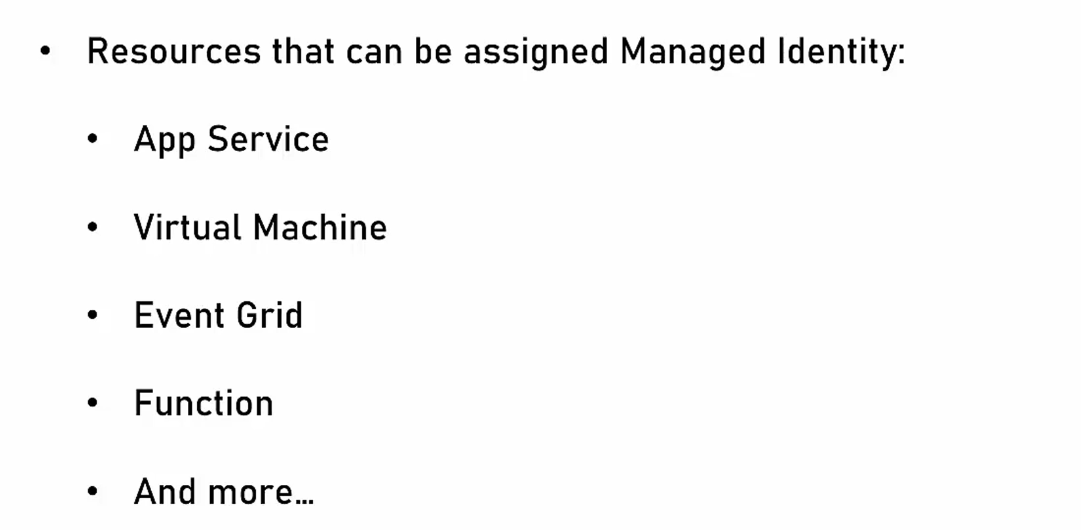 • Resources that can be assigned Managed Identity:
• App Service
• Virtual Machine
• Event Grid
• Function
• And more…